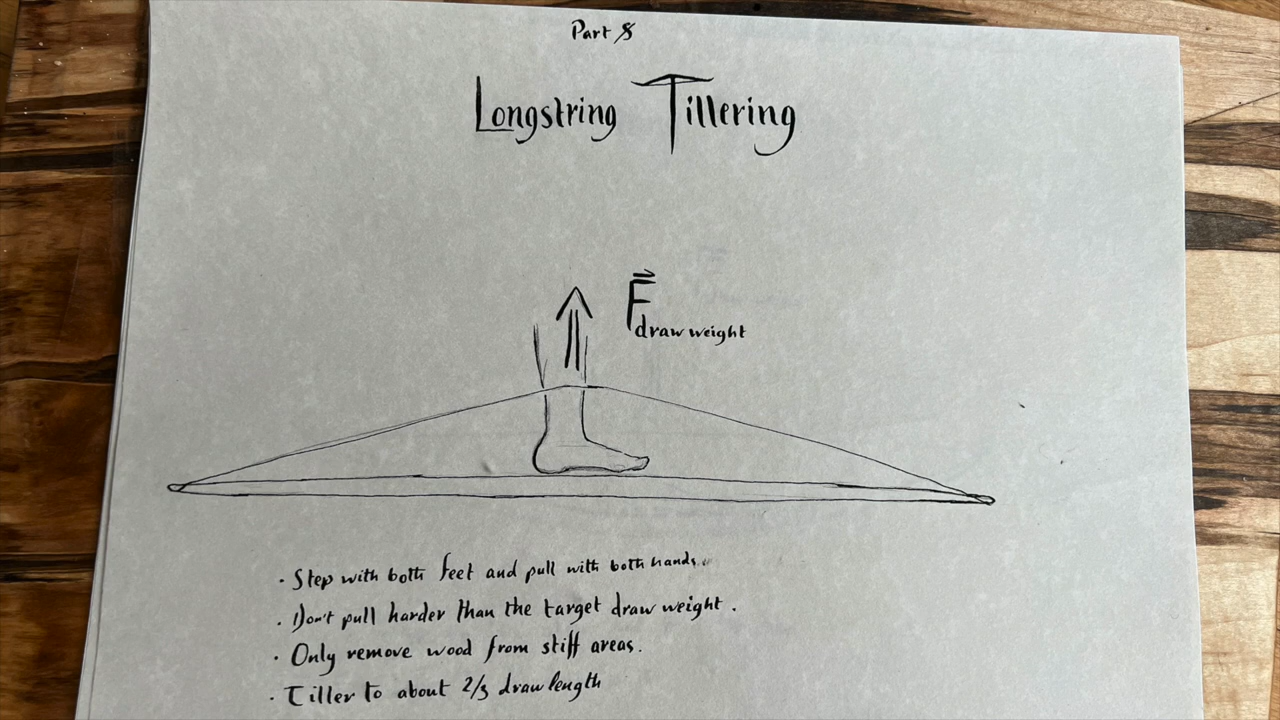 Part 8
Longstring Tillering
F
draw weight
· Step with both feet and pull with both hands.
· Don't pull harder than the target draw weight.
· Only remove wood from stiff areas.
· Tiller to about 2/3 draw length